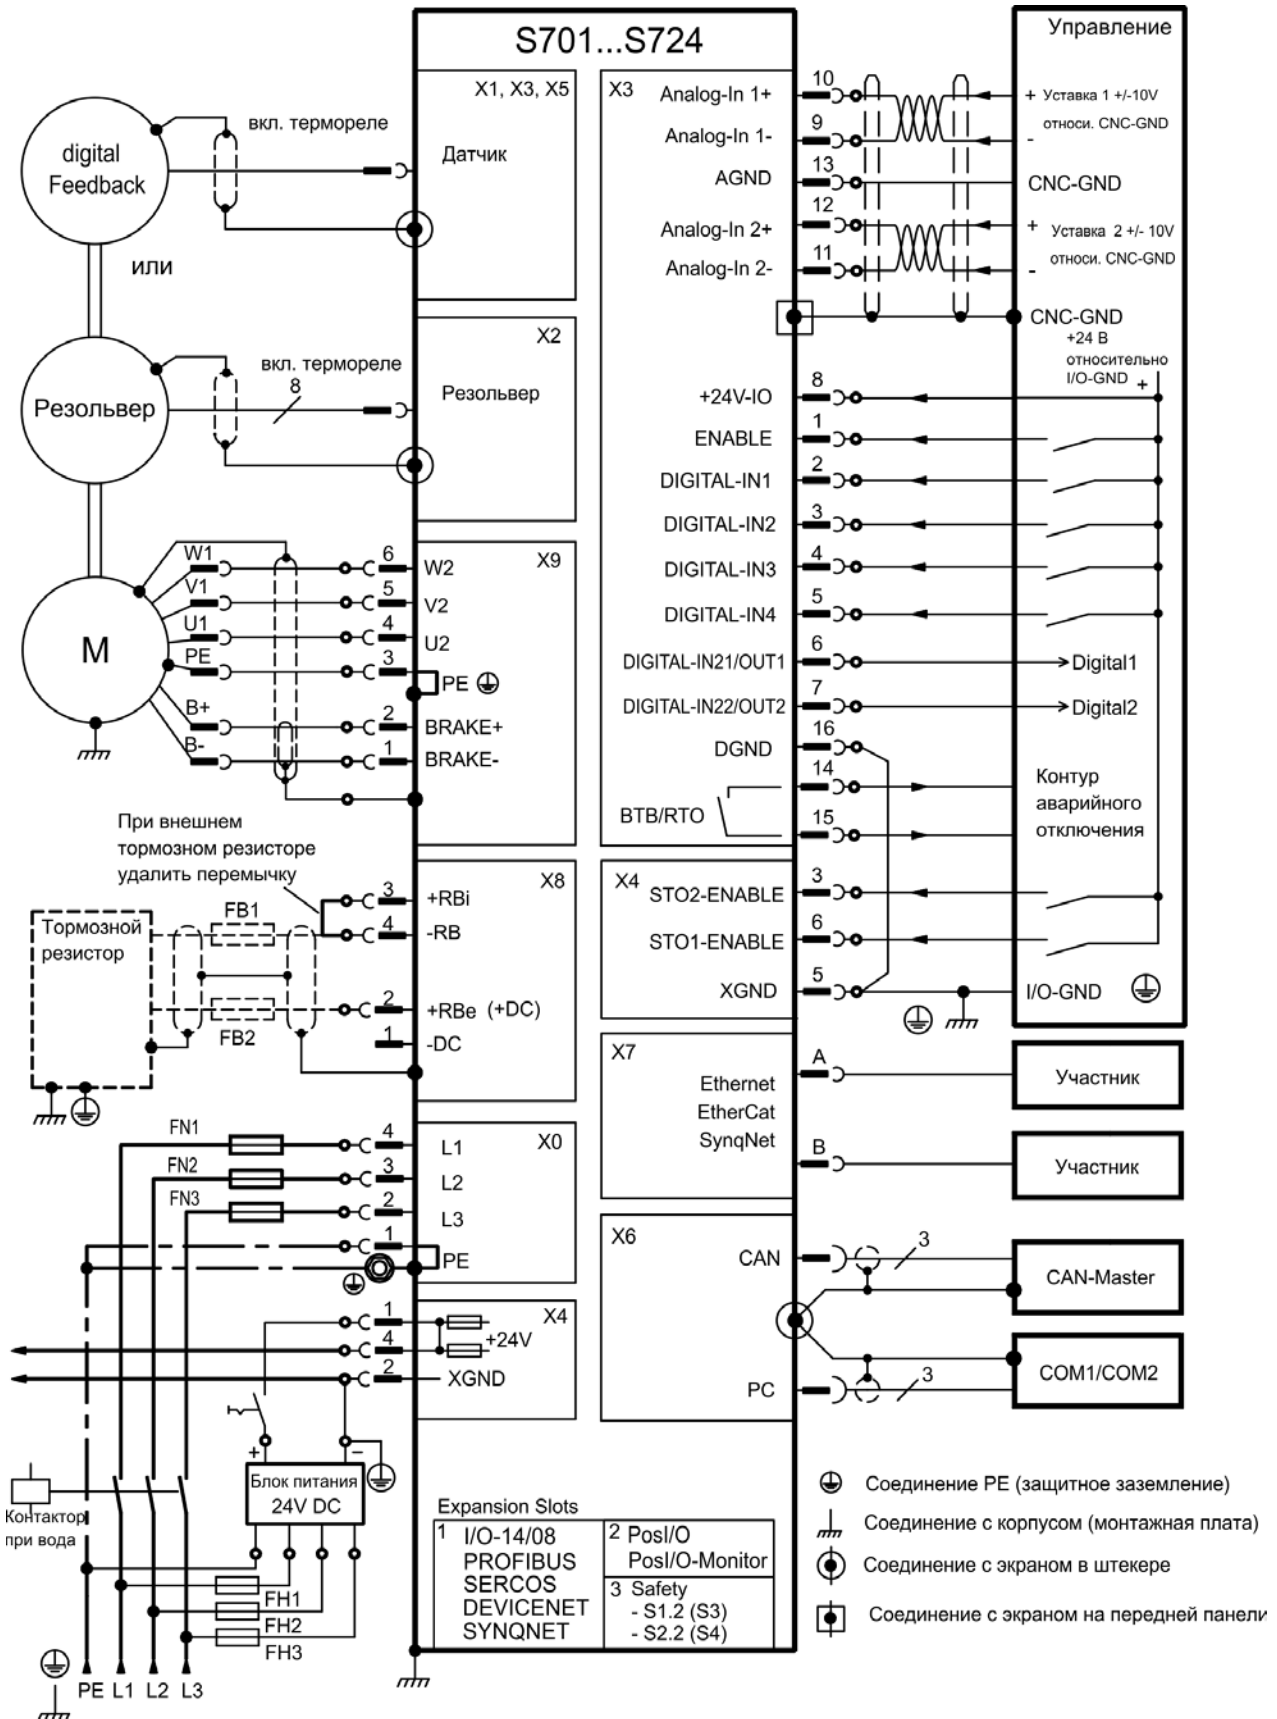 S701...S724
Управление
X1, X3, X5
Датчик
digital
Feedback
вкл. термореле
или
X2
Резольвер
Резольвер
вкл. термореле
8
M
W1
V1
U1
PE
B+
B-
X9
6
W2
5
V2
4
U2
3
PE
2
BRAKE+
1
BRAKE-
При внешнем
тормозном резисторе
удалить перемычку
X8
3
+RBi
4
-RB
2
+RBe (+DC)
1
-DC
Тормозной
резистор
FB1
FB2
FN1
FN2
FN3
X0
4
L1
3
L2
2
L3
1
PE
X4
1
4
+24V
2
XGND
+
–
Блок питания
24V DC
Контактор
при вода
FH1
FH2
FH3
PE L1 L2 L3
X3
Analog-In 1+
10
Analog-In 1-
9
AGND
13
Analog-In 2+
12
Analog-In 2-
11
+24V-IO
8
ENABLE
1
DIGITAL-IN1
2
DIGITAL-IN2
3
DIGITAL-IN3
4
DIGITAL-IN4
5
DIGITAL-IN21/OUT1
6
DIGITAL-IN22/OUT2
7
DGND
16
BTB/RTO
14
15
+ Уставка 1 +/-10V
относи. CNC-GND
-
CNC-GND
+ Уставка 2 +/- 10V
относи. CNC-GND
-
CNC-GND
+24 В
относительно
I/O-GND +
Digital1
Digital2
Контур
аварийного
отключения
X4
STO2-ENABLE
3
STO1-ENABLE
6
XGND
5
I/O-GND
X7
Ethernet
EtherCat
SynqNet
A
B
Участник
Участник
X6
CAN
3
CAN-Master
PC
3
COM1/COM2
Expansion Slots
1 I/O-14/08
PROFIBUS
SERCOS
DEVICENET
SYNQNET
2 PosI/O
PosI/O-Monitor
3 Safety
- S1.2 (S3)
- S2.2 (S4)
Соединение PE (защитное заземление)
Соединение с корпусом (монтажная плата)
Соединение с экраном в штекере
Соединение с экраном на передней панели